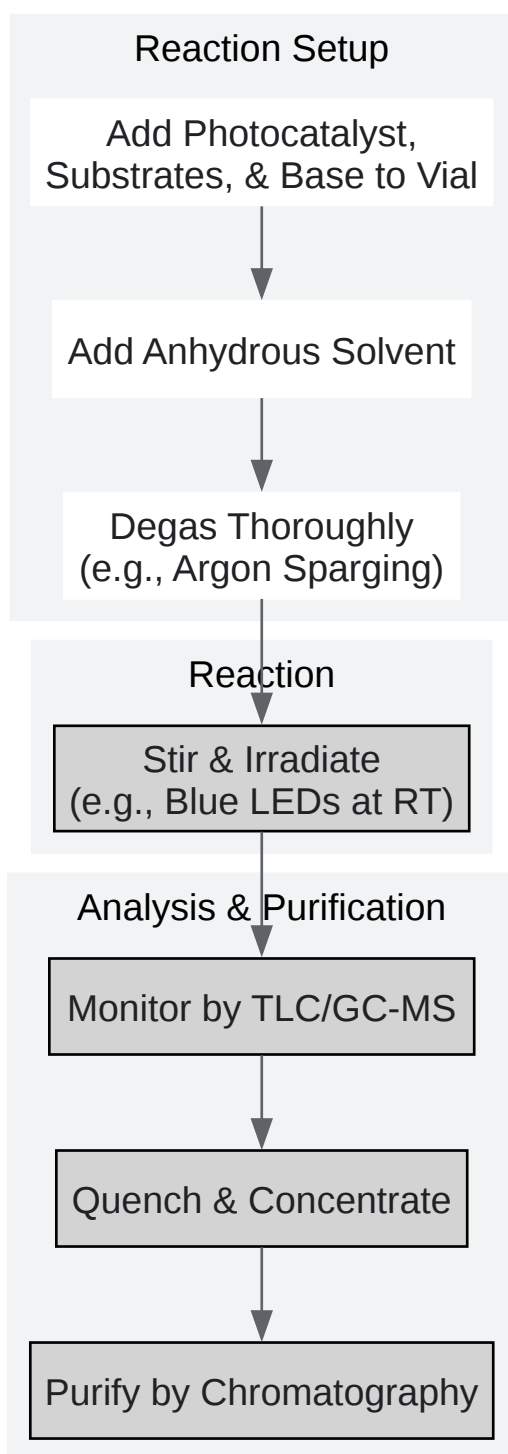 Reaction Setup
Add Photocatalyst,
Substrates, & Base to Vial
Add Anhydrous Solvent
Degas Thoroughly
(e.g., Argon Sparging)
Reaction
Stir & Irradiate
(e.g., Blue LEDs at RT)
Analysis & Purification
Monitor by TLC/GC-MS
Quench & Concentrate
Purify by Chromatography